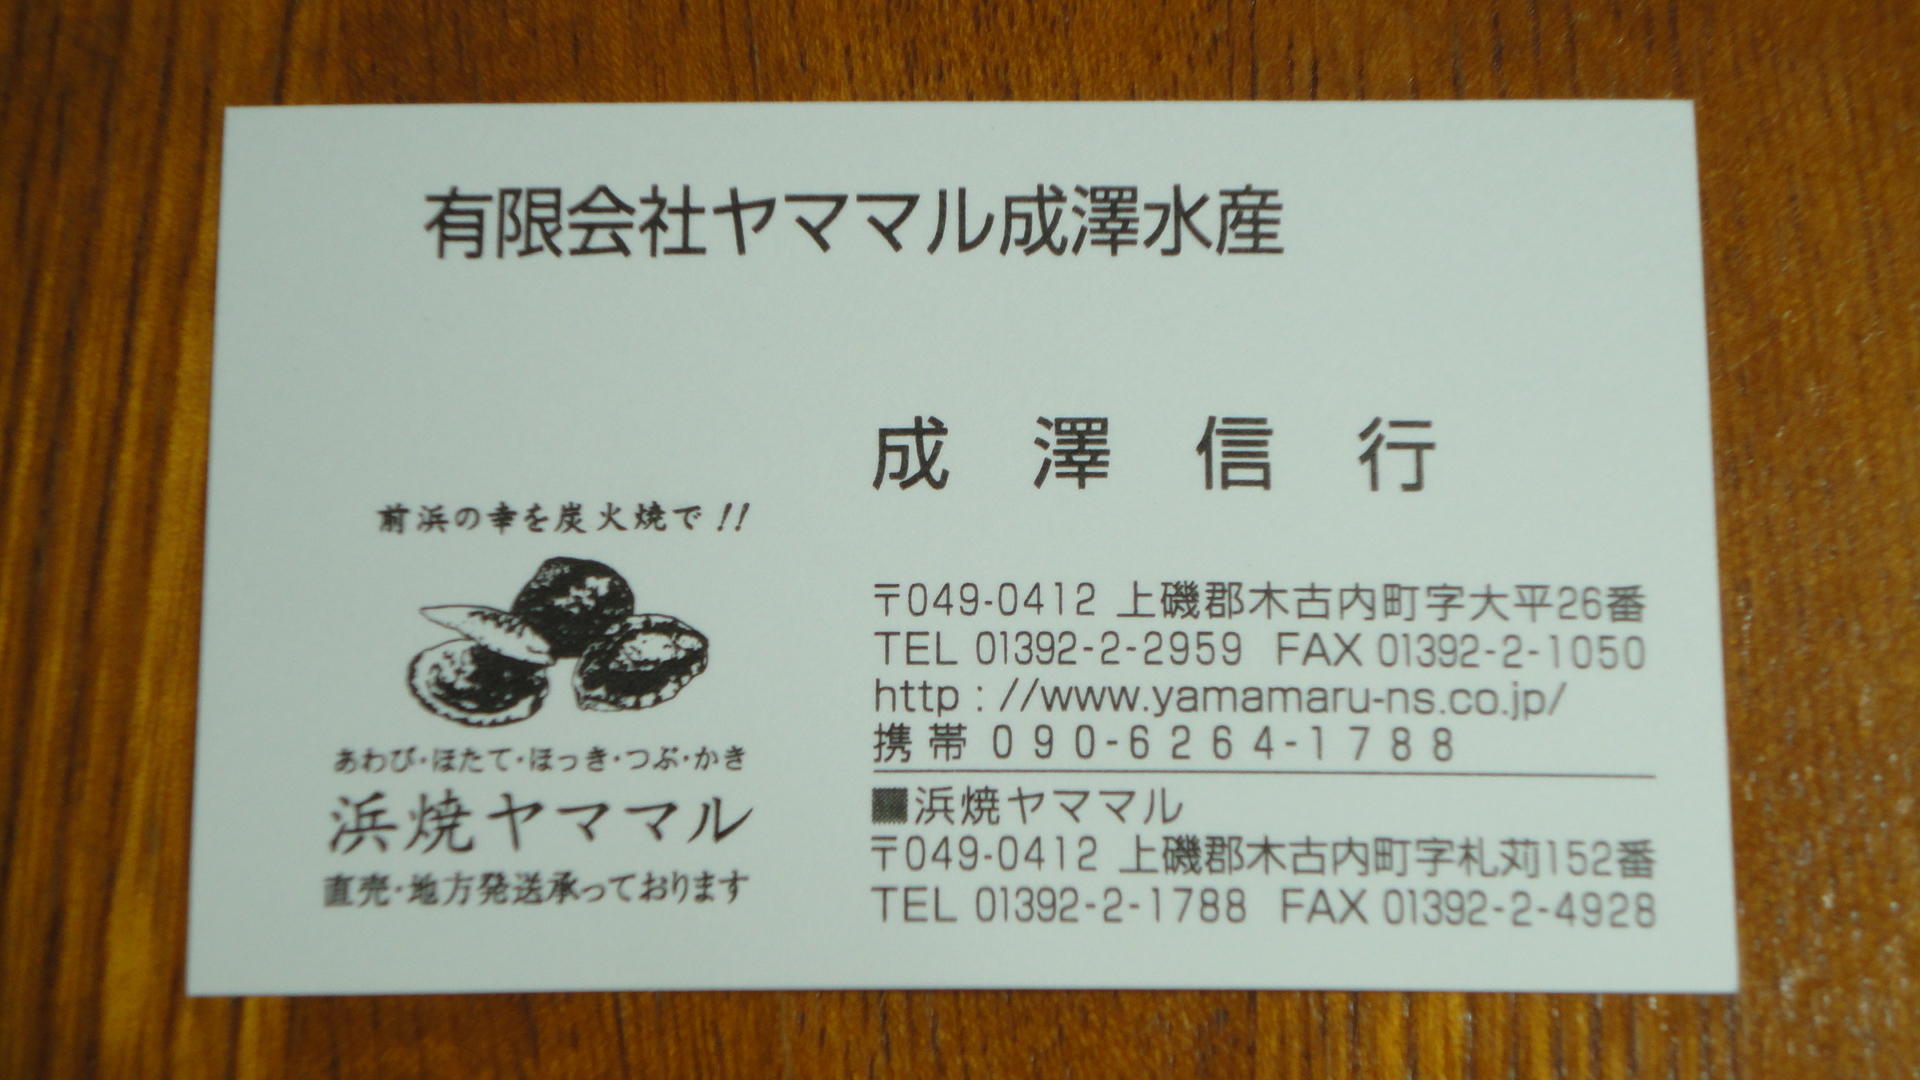 有限会社ヤママル成澤水産
成澤信行
前浜の幸を炭火焼で!!
あわび・ほたて・ほっき・つぶ・かき
浜焼ヤママル
直売・地方発送承っております
〒049-0412 上磯郡木古内町字大平26番
TEL 01392-2-2959 FAX 01392-2-1050
http://www.yamamaru-ns.co.jp/
携帯 090-6264-1788
■浜焼ヤママル
〒049-0412 上磯郡木古内町字札苅152番
TEL 01392-2-1788 FAX 01392-2-4928